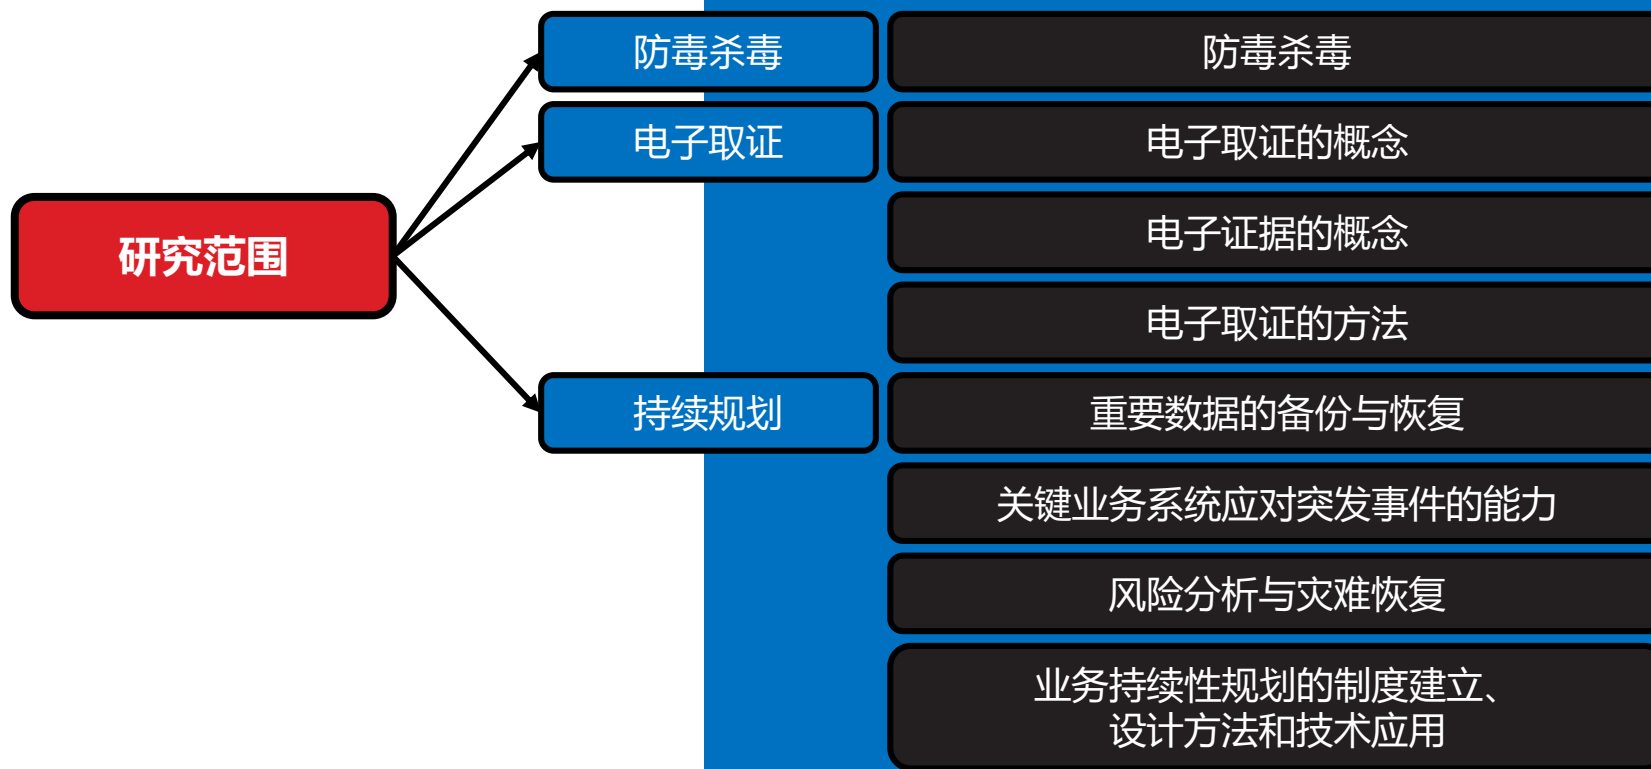 防毒杀毒
防毒杀毒
电子取证
电子取证的概念
电子证据的概念
研究范围
电子取证的方法
持续规划
重要数据的备份与恢复
关键业务系统应对突发事件的能力
风险分析与灾难恢复
业务持续性规划的制度建立、
设计方法和技术应用